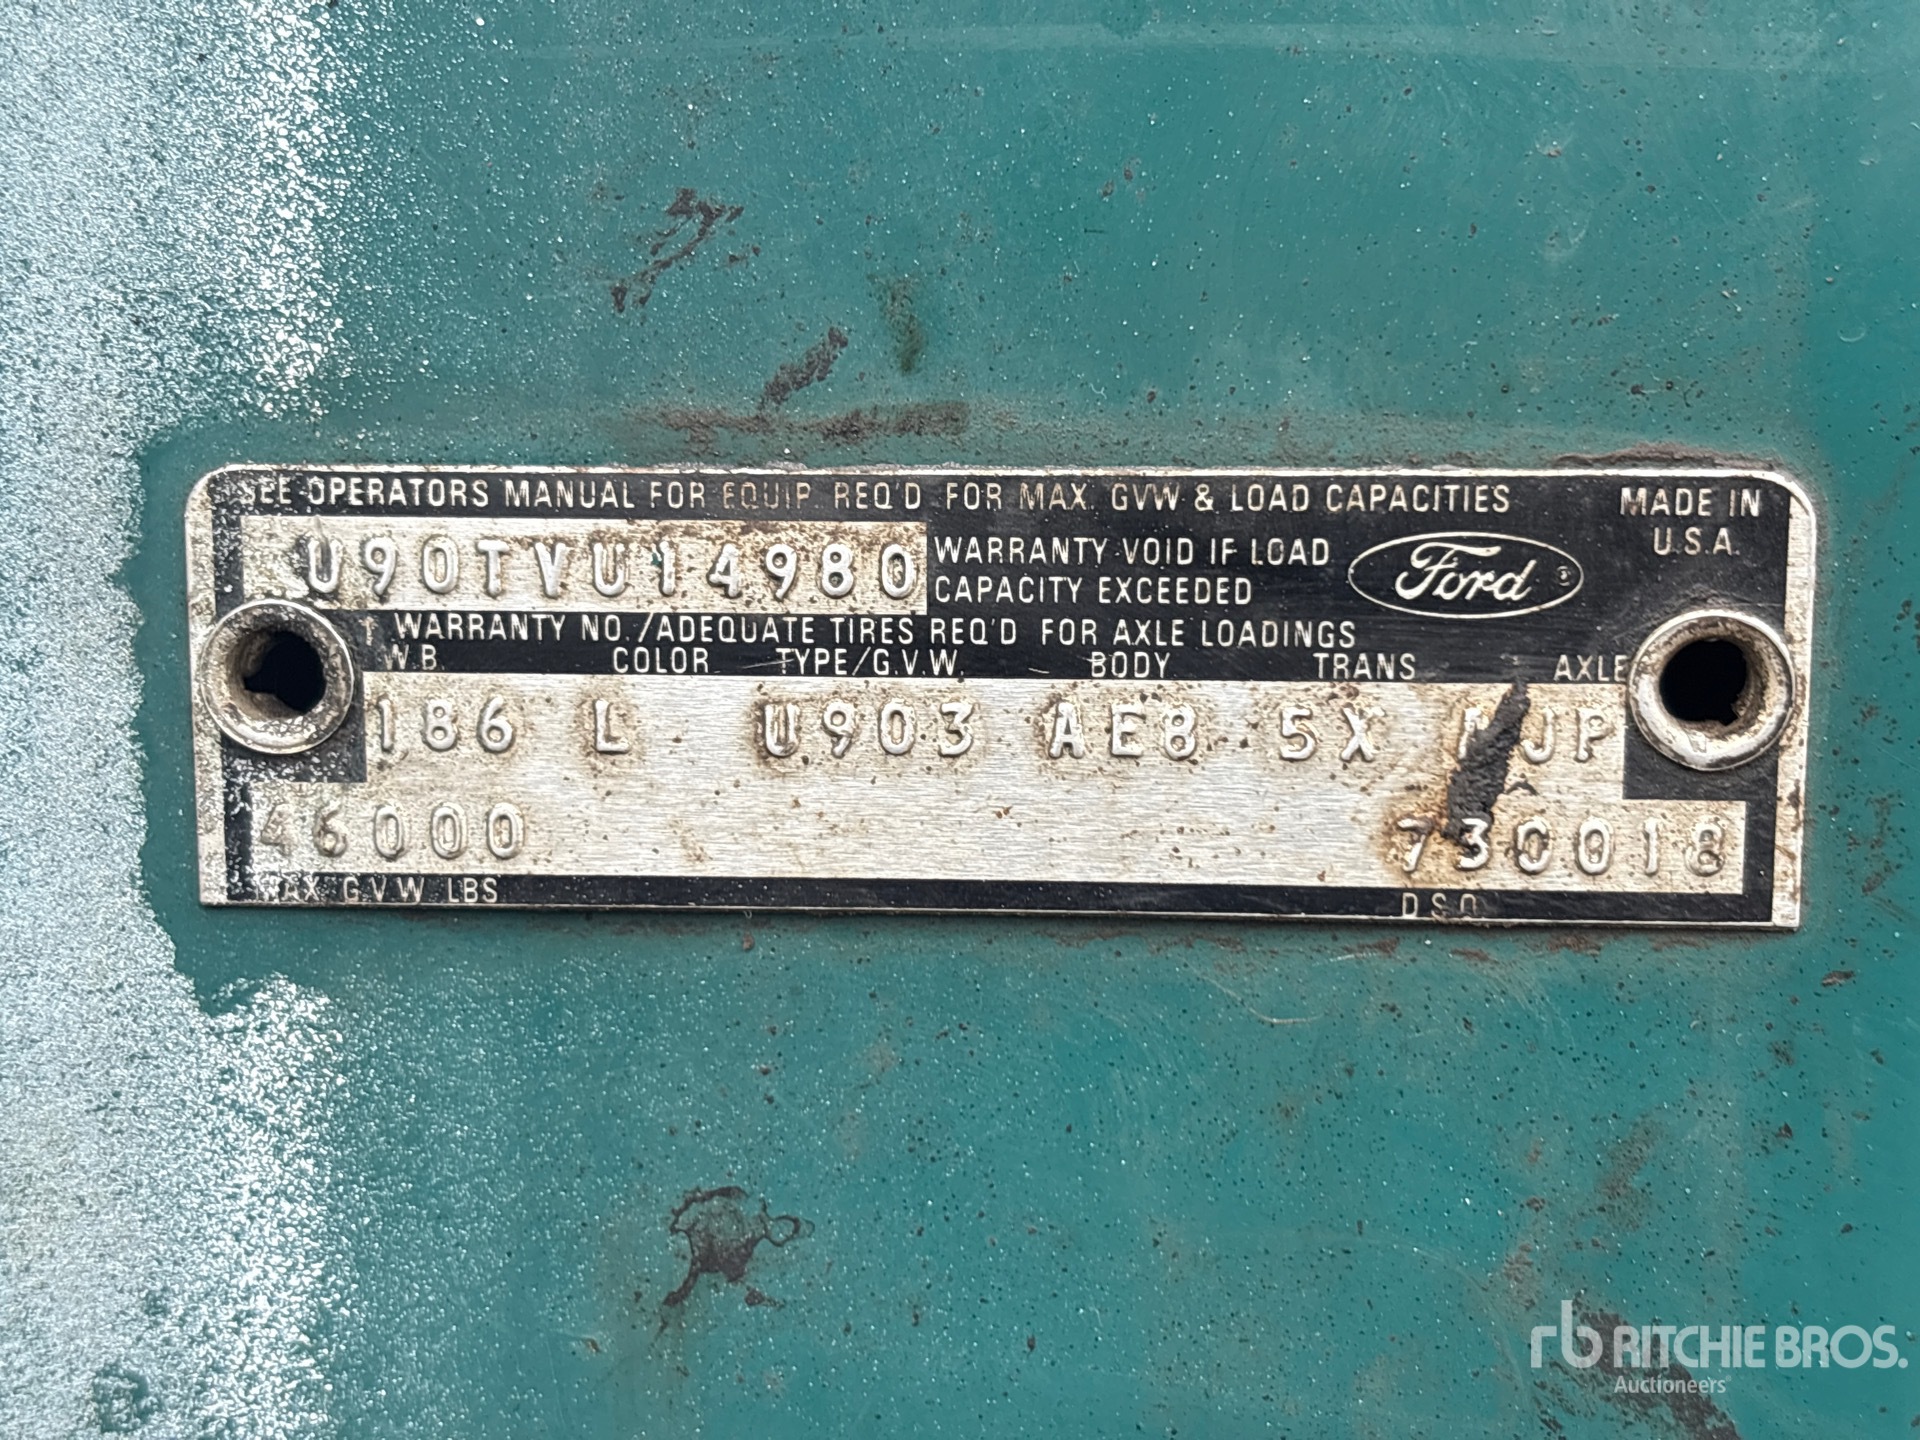 SEE OPERATORS MANUAL FOR EQUIP. REQ'D FOR MAX. GVW & LOAD CAPACITIES
MADE IN
U.S.A.
U90TVU14980
WARRANTY VOID IF LOAD
CAPACITY EXCEEDED
Ford ®
WARRANTY NO./ADEQUATE TIRES REQ'D FOR AXLE LOADINGS
W.B. COLOR TYPE/G.V.W. BODY TRANS AXLE
186 L U903 AE8 5X JP
46000 730018
MAX. G.V.W. LBS D.S.O.
rb RITCHIE BROS.
Auctioneers